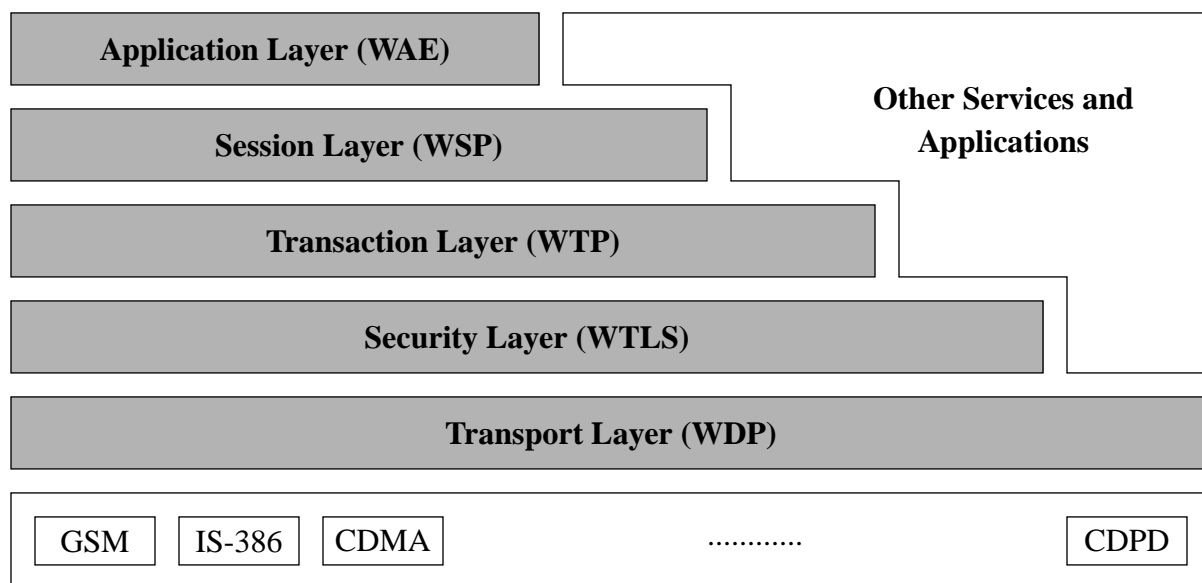 Application Layer (WAE)
Other Services and
Applications
Session Layer (WSP)
Transaction Layer (WTP)
Security Layer (WTLS)
Transport Layer (WDP)
GSM
IS-386
CDMA
............
CDPD